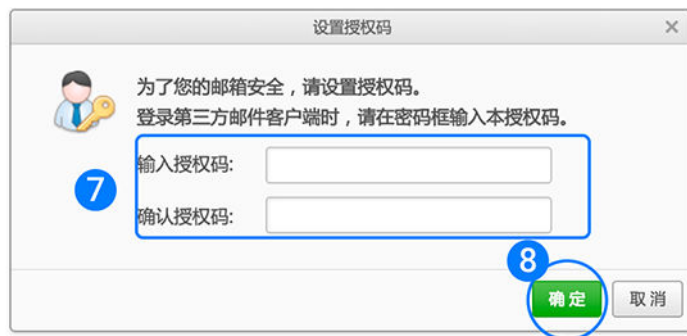 设置授权码
为了您的邮箱安全，请设置授权码。
登录第三方邮件客户端时，请在密码框输入本授权码。
7
输入授权码:
确认授权码:
8
确定 取消